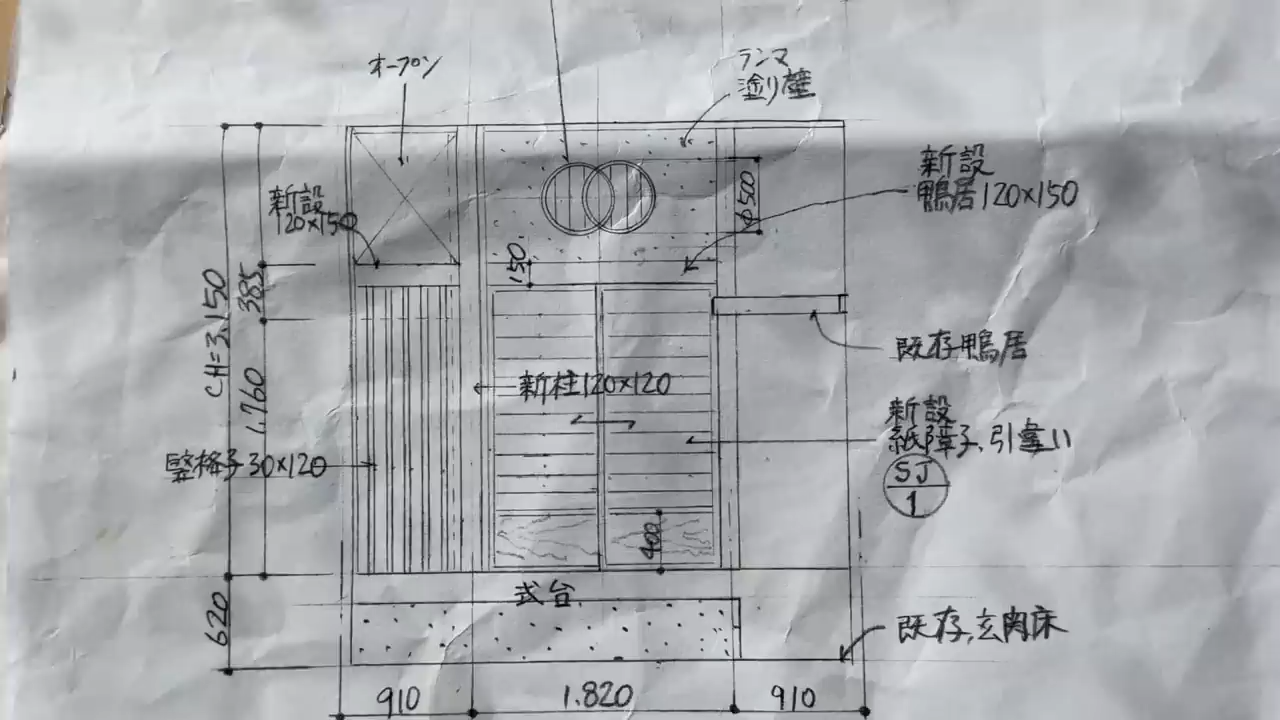 オープン
ランマ
塗り壁
新設
120×150
新設
鴨居120×150
φ500
150
385
CH=3.150
1.760
既存鴨居
新柱120×120
新設
紙障子、引違い
SJ
1
竪格子30×120
400
式台
620
既存、玄関床
910
1.820
910